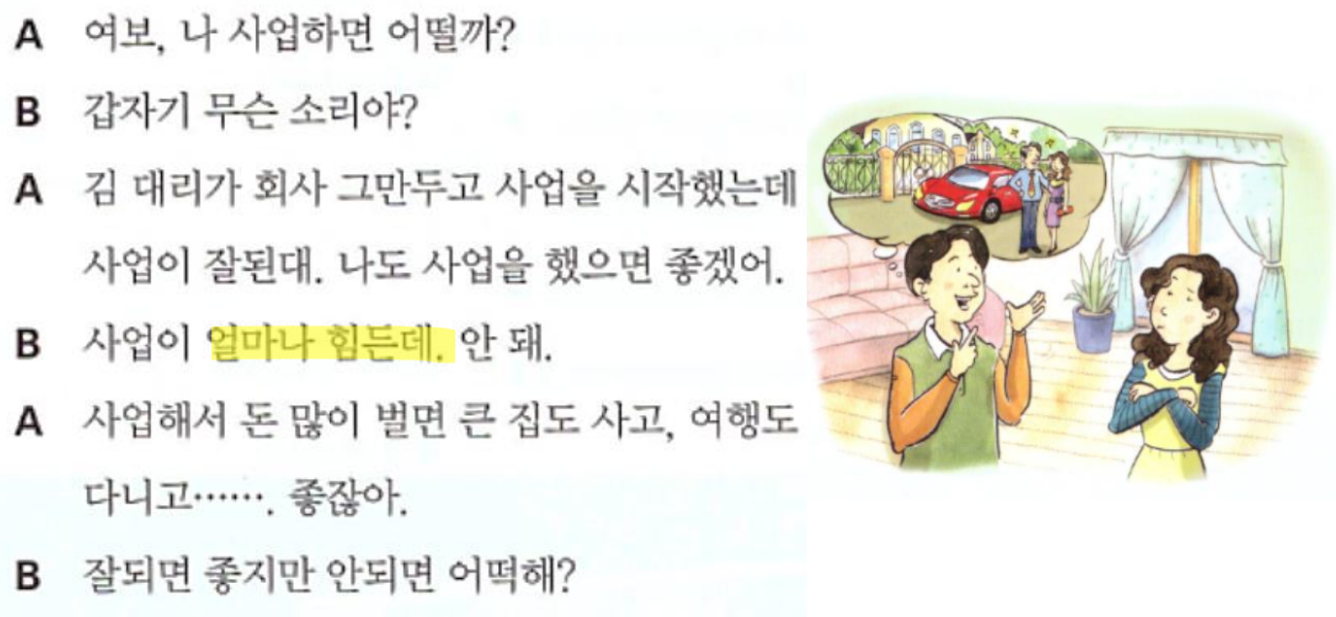 A 여보, 나 사업하면 어떨까?
B 갑자기 무슨 소리야?
A 김 대리가 회사 그만두고 사업을 시작했는데
사업이 잘된대. 나도 사업을 했으면 좋겠어.
B 사업이 얼마나 힘든데. 안 돼.
A 사업해서 돈 많이 벌면 큰 집도 사고, 여행도
다니고……. 좋잖아.
B 잘되면 좋지만 안되면 어떡해?